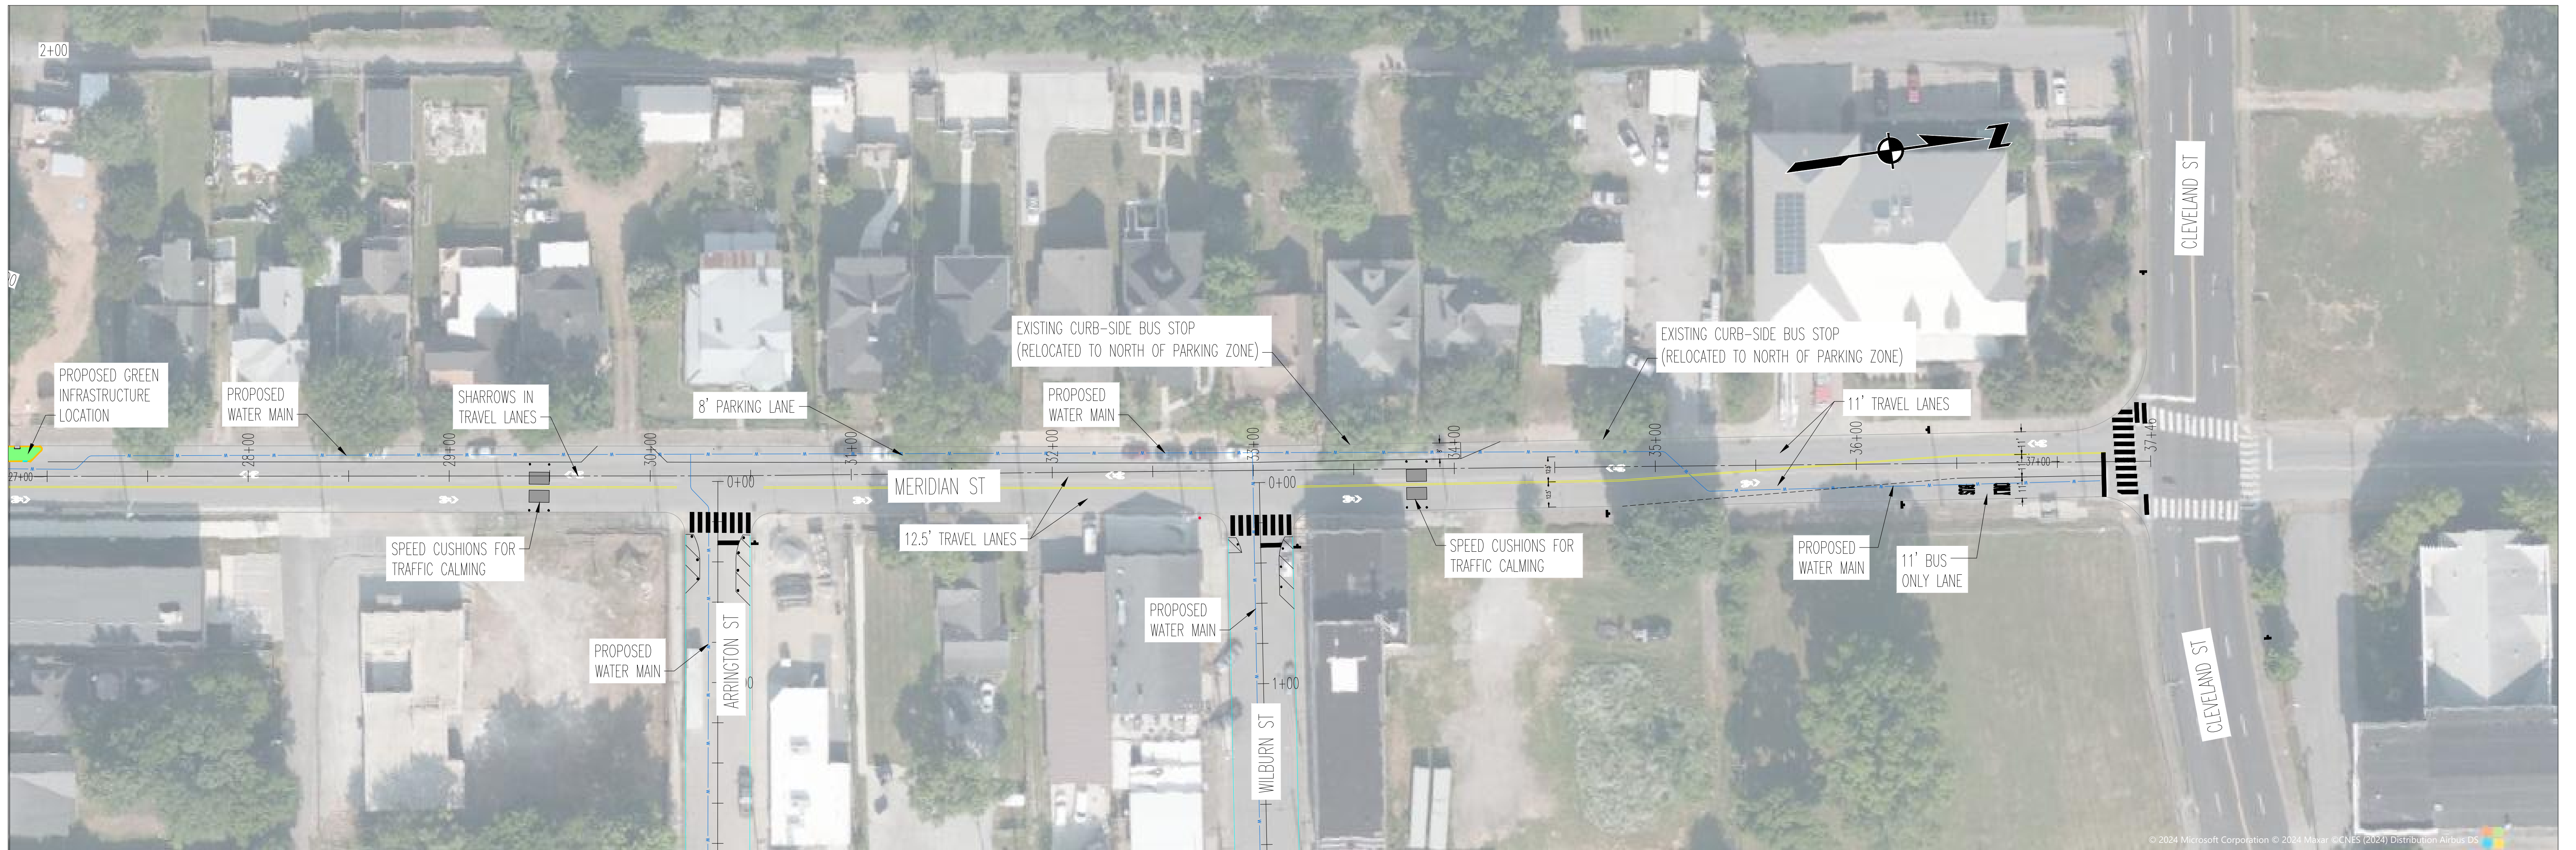 2+00
CLEVELAND ST
EXISTING CURB-SIDE BUS STOP
(RELOCATED TO NORTH OF PARKING ZONE)
EXISTING CURB-SIDE BUS STOP
(RELOCATED TO NORTH OF PARKING ZONE)
PROPOSED GREEN
INFRASTRUCTURE
LOCATION
PROPOSED
WATER MAIN
SHARROWS IN
TRAVEL LANES
8' PARKING LANE
PROPOSED
WATER MAIN
11' TRAVEL LANES
27+00
28+00
29+00
30+00
31+00
32+00
33+00
34+00
35+00
36+00
37+00
37+46
0+00
MERIDIAN ST
0+00
BUS
ONLY
12.5' TRAVEL LANES
SPEED CUSHIONS FOR
TRAFFIC CALMING
SPEED CUSHIONS FOR
TRAFFIC CALMING
PROPOSED
WATER MAIN
11' BUS
ONLY LANE
PROPOSED
WATER MAIN
PROPOSED
WATER MAIN
ARRINGTON ST
1+00
WILBURN ST
CLEVELAND ST
© 2024 Microsoft Corporation © 2024 Maxar ©CNES (2024) Distribution Airbus DS